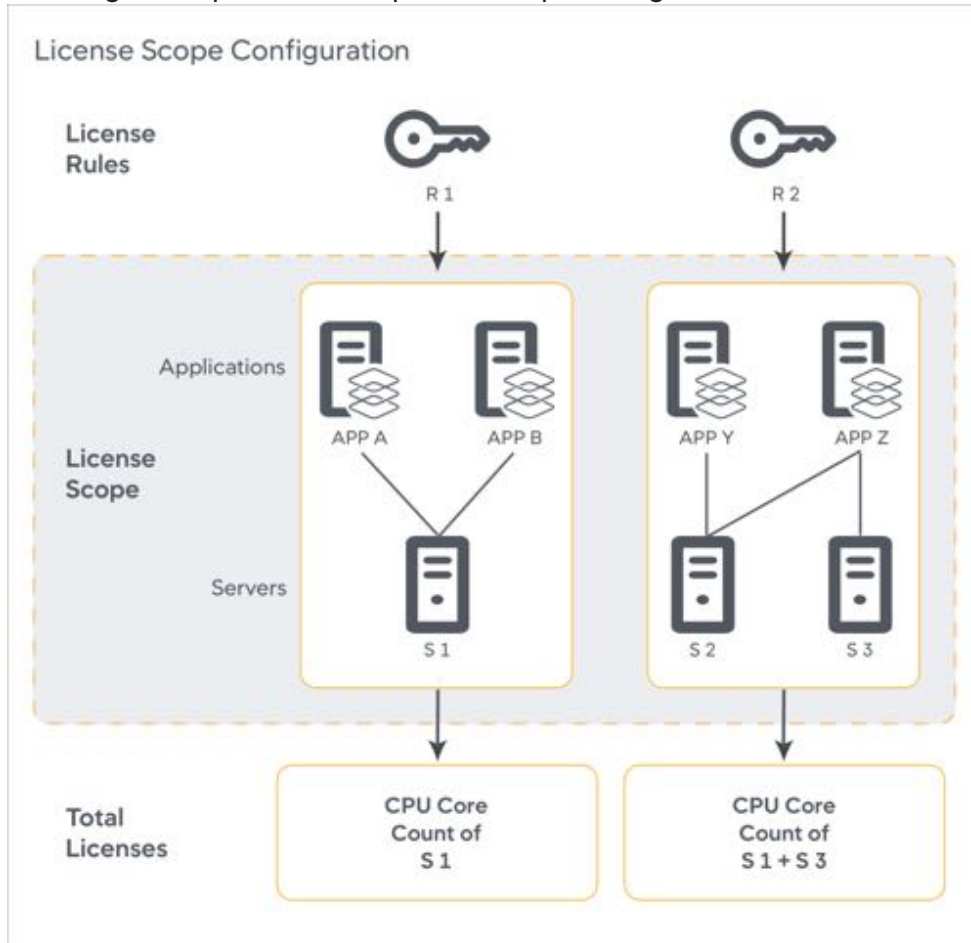 License Scope Configuration
License
Rules
R 1
R 2
Applications
APP A
APP B
APP Y
APP Z
License
Scope
Servers
S 1
S 2
S 3
Total
Licenses
CPU Core
Count of
S 1
CPU Core
Count of
S 1 + S 3